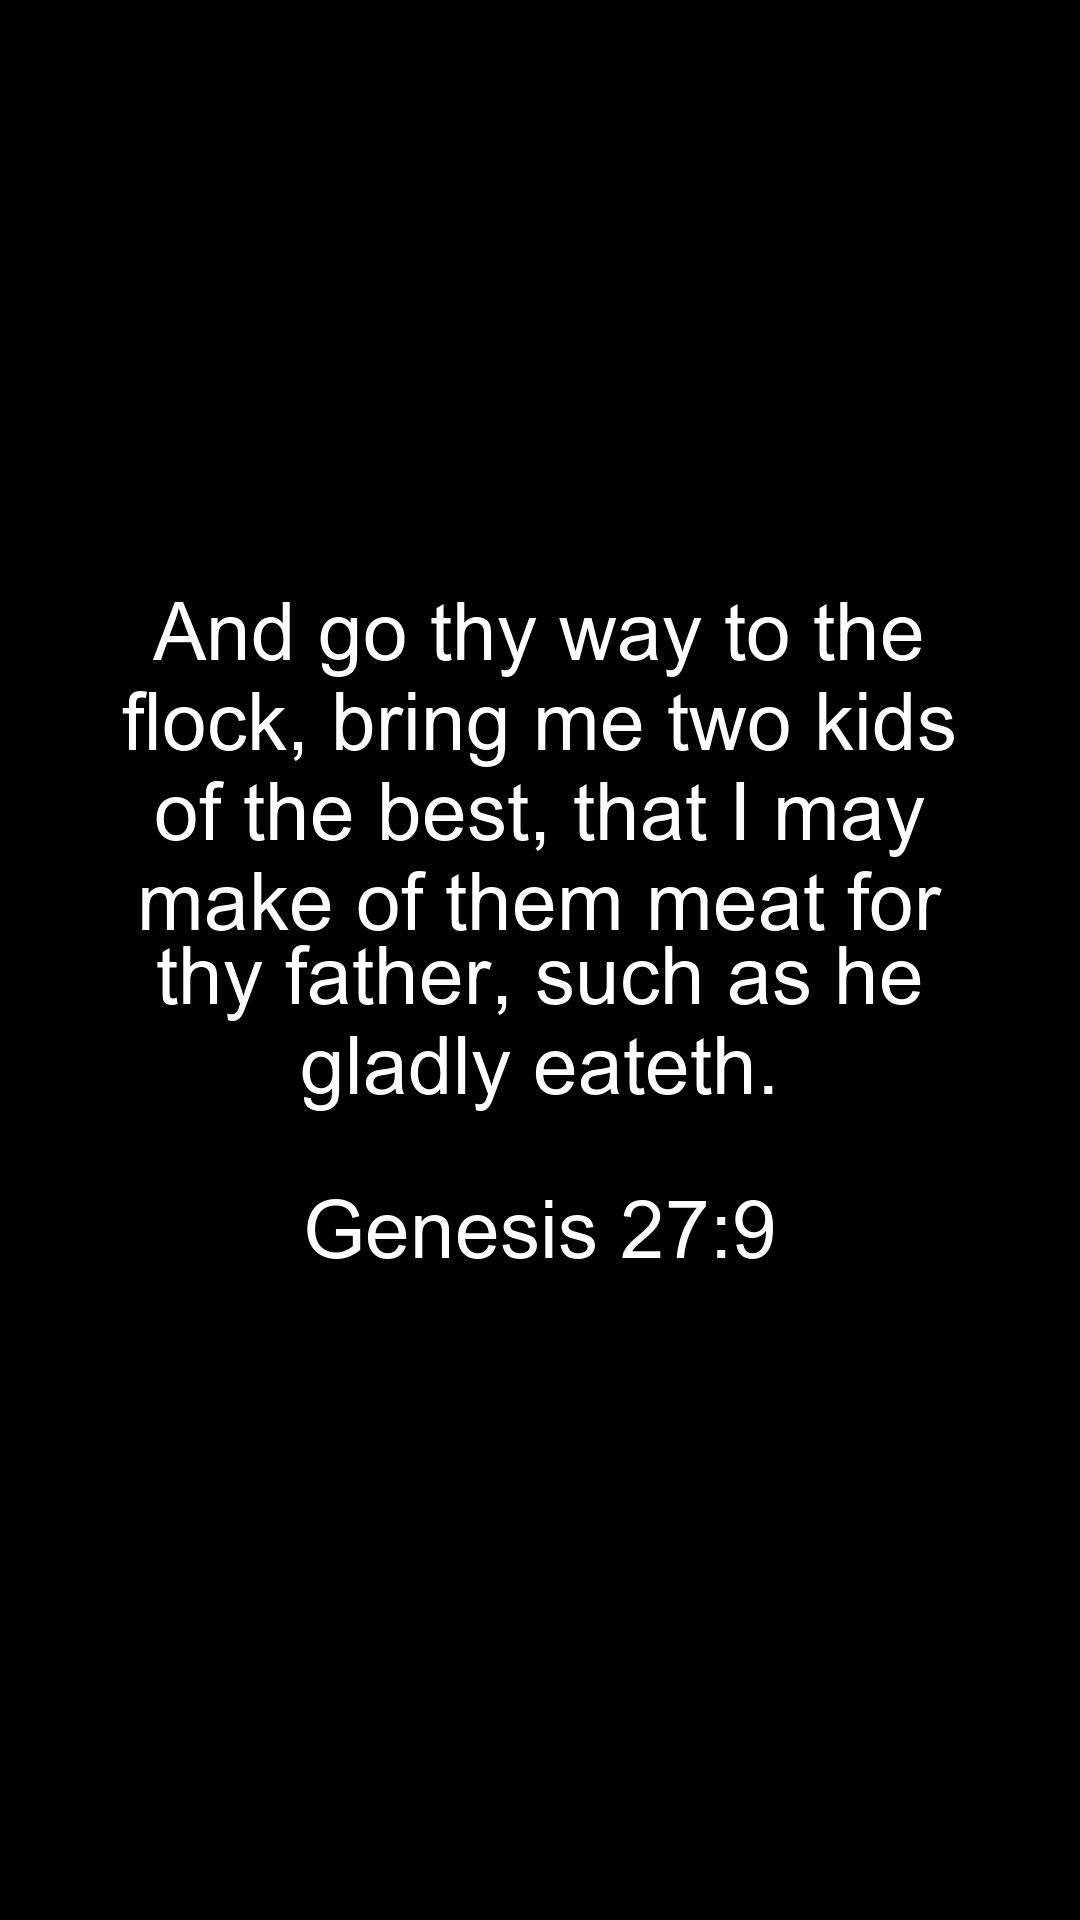 And go thy way to the
flock, bring me two kids
of the best, that I may
make of them meat for
thy father, such as he
gladly eateth.
Genesis 27:9